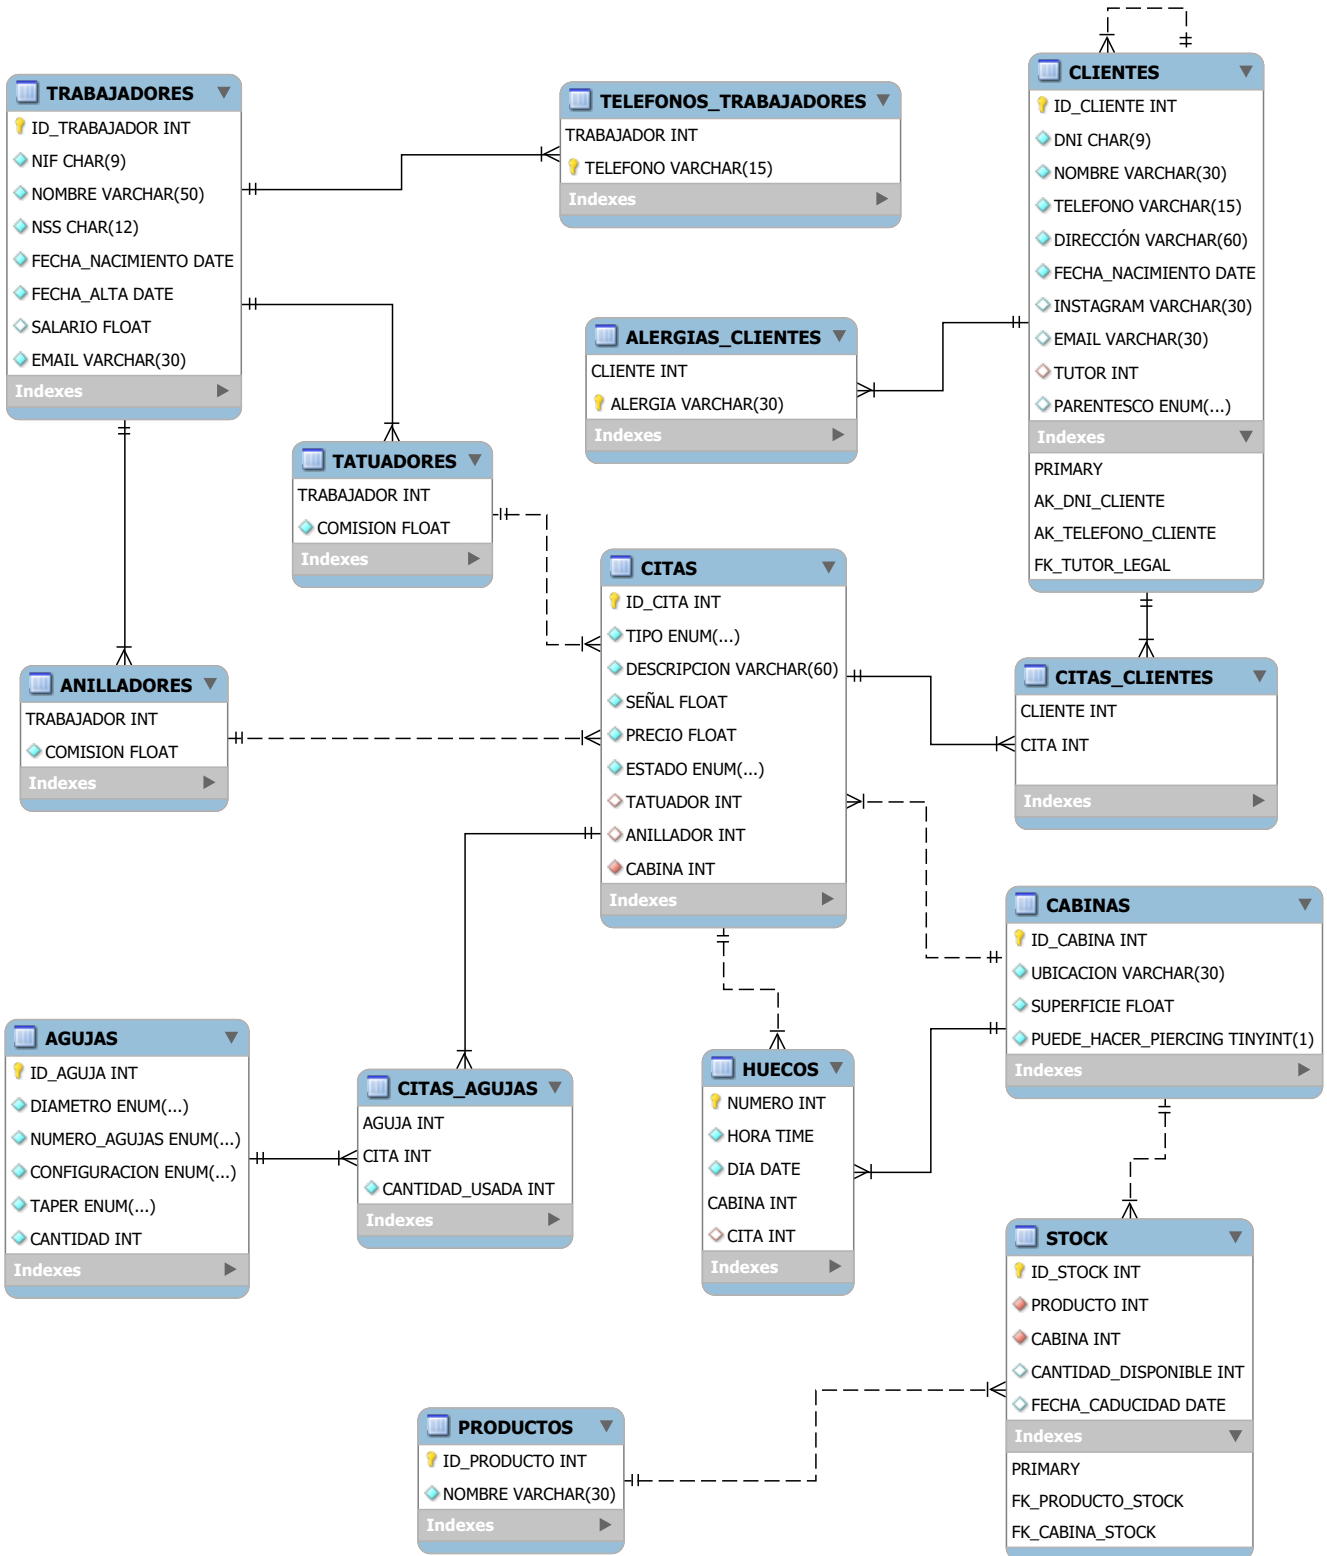 TRABAJADORES
ID_TRABAJADOR INT
NIF CHAR(9)
NOMBRE VARCHAR(50)
NSS CHAR(12)
FECHA_NACIMIENTO DATE
FECHA_ALTA DATE
SALARIO FLOAT
EMAIL VARCHAR(30)
Indexes
TELEFONOS_TRABAJADORES
TRABAJADOR INT
TELEFONO VARCHAR(15)
Indexes
CLIENTES
ID_CLIENTE INT
DNI CHAR(9)
NOMBRE VARCHAR(30)
TELEFONO VARCHAR(15)
DIRECCIÓN VARCHAR(60)
FECHA_NACIMIENTO DATE
INSTAGRAM VARCHAR(30)
EMAIL VARCHAR(30)
TUTOR INT
PARENTESCO ENUM(...)
Indexes
PRIMARY
AK_DNI_CLIENTE
AK_TELEFONO_CLIENTE
FK_TUTOR_LEGAL
ALERGIAS_CLIENTES
CLIENTE INT
ALERGIA VARCHAR(30)
Indexes
TATUADORES
TRABAJADOR INT
COMISION FLOAT
Indexes
CITAS
ID_CITA INT
TIPO ENUM(...)
DESCRIPCION VARCHAR(60)
SEÑAL FLOAT
PRECIO FLOAT
ESTADO ENUM(...)
TATUADOR INT
ANILLADOR INT
CABINA INT
Indexes
ANILLADORES
TRABAJADOR INT
COMISION FLOAT
Indexes
CITAS_CLIENTES
CLIENTE INT
CITA INT
Indexes
CABINAS
ID_CABINA INT
UBICACION VARCHAR(30)
SUPERFICIE FLOAT
PUEDE_HACER_PIERCING TINYINT(1)
Indexes
AGUJAS
ID_AGUJA INT
DIAMETRO ENUM(...)
NUMERO_AGUJAS ENUM(...)
CONFIGURACION ENUM(...)
TAPER ENUM(...)
CANTIDAD INT
Indexes
CITAS_AGUJAS
AGUJA INT
CITA INT
CANTIDAD_USADA INT
Indexes
HUECOS
NUMERO INT
HORA TIME
DIA DATE
CABINA INT
CITA INT
Indexes
STOCK
ID_STOCK INT
PRODUCTO INT
CABINA INT
CANTIDAD_DISPONIBLE INT
FECHA_CADUCIDAD DATE
Indexes
PRIMARY
FK_PRODUCTO_STOCK
FK_CABINA_STOCK
PRODUCTOS
ID_PRODUCTO INT
NOMBRE VARCHAR(30)
Indexes